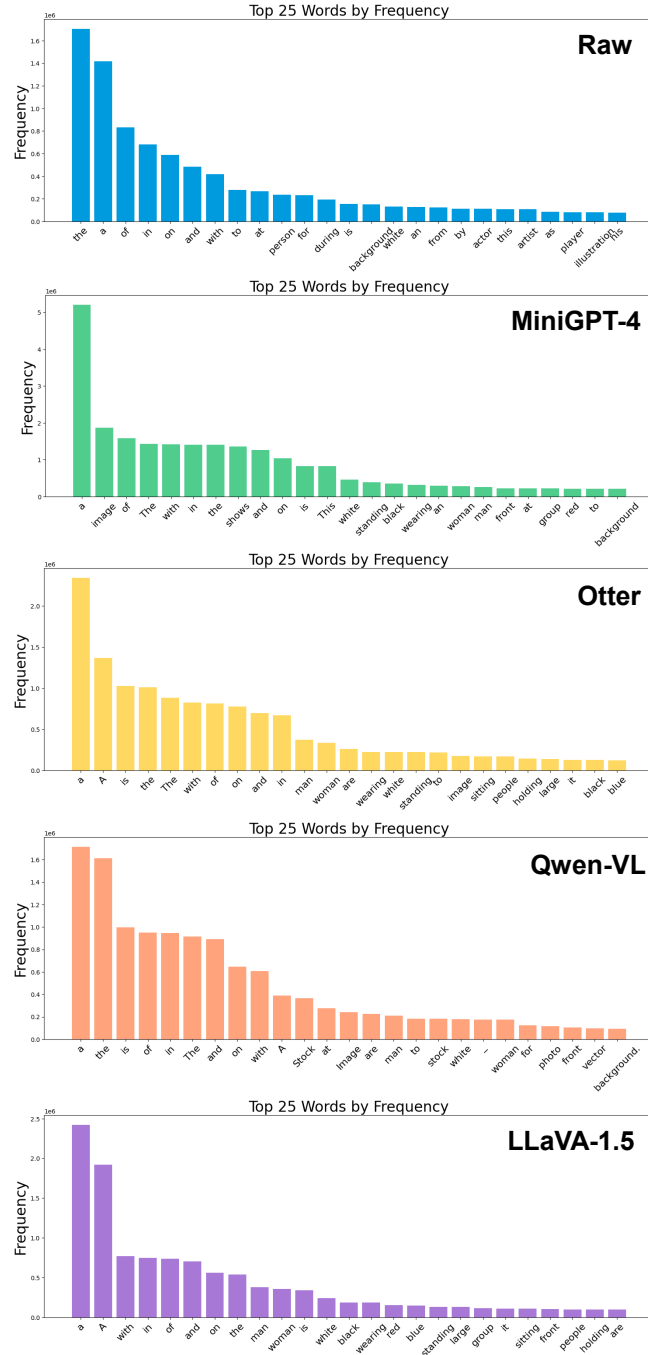 Top 25 Words by Frequency
Raw
1e6
Frequency
1.6
1.4
1.2
1.0
0.8
0.6
0.4
0.2
0.0
the a of in on and with to at person for during is background white an from by actor this artist as player illustration his
Top 25 Words by Frequency
MiniGPT-4
1e6
Frequency
5
4
3
2
1
0
a image of The with in the shows and on is This white standing black wearing an woman man front at group red to background
Top 25 Words by Frequency
Otter
1e6
Frequency
2.0
1.5
1.0
0.5
0.0
a A is the The with of on and in man woman are wearing white standing to image sitting people holding large it black blue
Top 25 Words by Frequency
Qwen-VL
1e6
Frequency
1.6
1.4
1.2
1.0
0.8
0.6
0.4
0.2
0.0
a the is of in The and on with A Stock at Image are man to stock white – woman for photo front vector background.
Top 25 Words by Frequency
LLaVA-1.5
1e6
Frequency
2.5
2.0
1.5
1.0
0.5
0.0
a A with in of and on the man woman is white black wearing red blue standing large group it sitting front people holding are